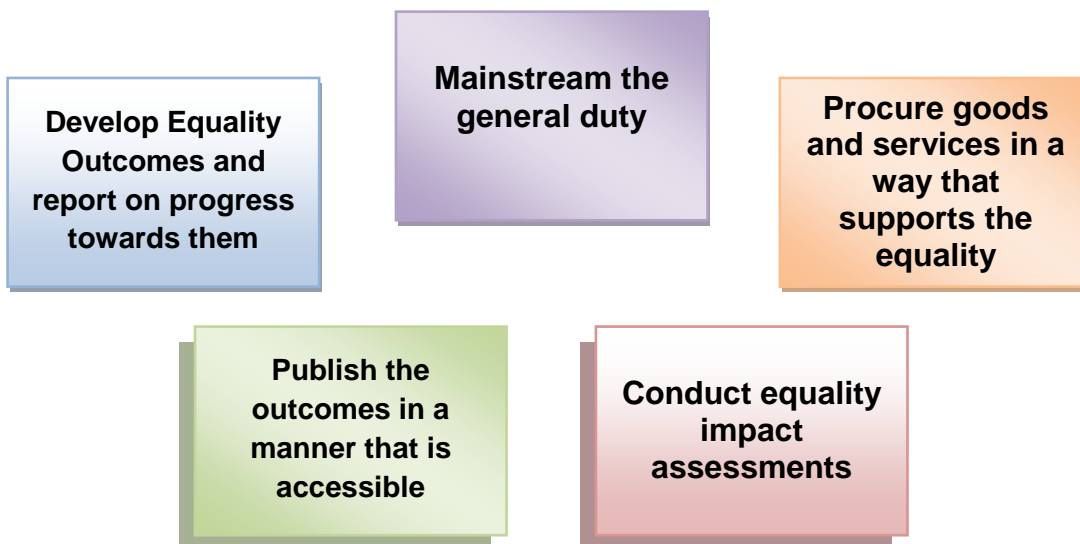 Develop Equality
Outcomes and
report on progress
towards them
Mainstream the
general duty
Procure goods
and services in a
way that
supports the
equality
Publish the
outcomes in a
manner that is
accessible
Conduct equality
impact
assessments